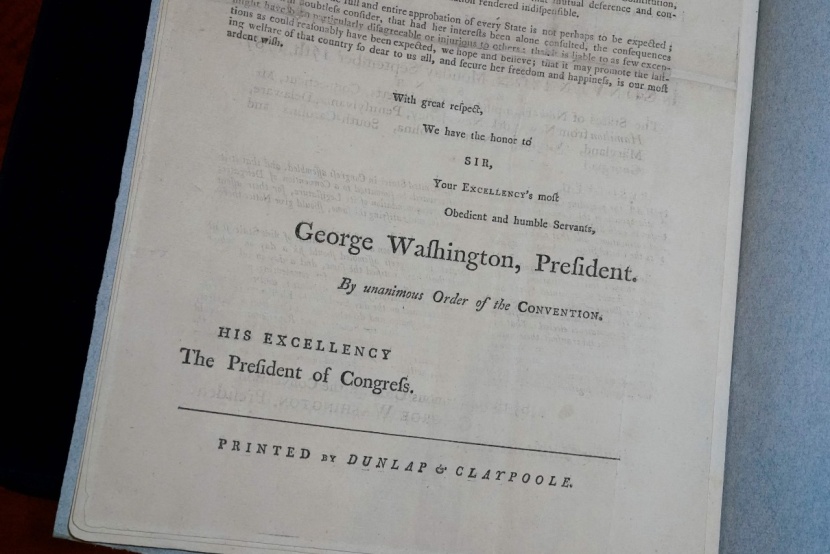 mutual deference and con-
rendered indiſpenſible.
full and entire approbation of every State is not perhaps to be expected;
doubtleſs conſider, that had her intereſts been alone conſulted, the conſequences
might have been particularly diſagreeable or injurious to others; that it is liable to as few excep-
tions as could reaſonably have been expected, we hope and believe; that it may promote the laſt-
ing welfare of that country ſo dear to us all, and ſecure her freedom and happineſs, is our moſt
ardent wiſh,
With great reſpect,
We have the honor to
SIR,
Your EXCELLENCY's moſt
Obedient and humble Servants,
George Waſhington, Preſident.
By unanimous Order of the CONVENTION.
HIS EXCELLENCY
The Preſident of Congreſs.
PRINTED BY DUNLAP & CLAYPOOLE.